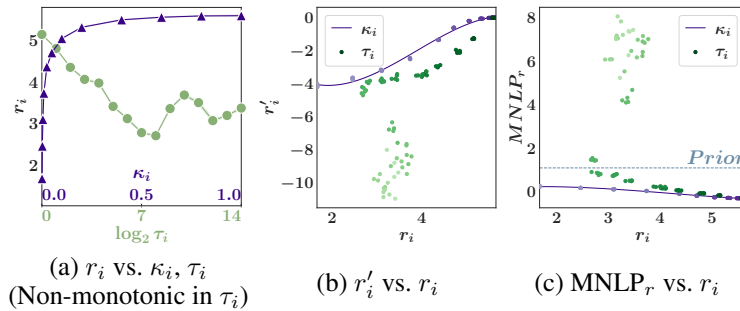 5
4
3
2
r_i
κ_i
0.0 0.5 1.0
0 7 14
log₂ τ_i
(a) r_i vs. κ_i, τ_i
(Non-monotonic in τ_i)
0
−2
−4
−6
−8
−10
r′_i
κ_i
τ_i
2 4
r_i
(b) r′_i vs. r_i
8
6
4
2
0
MNLP_r
κ_i
τ_i
Prior
2 3 4 5
r_i
(c) MNLP_r vs. r_i